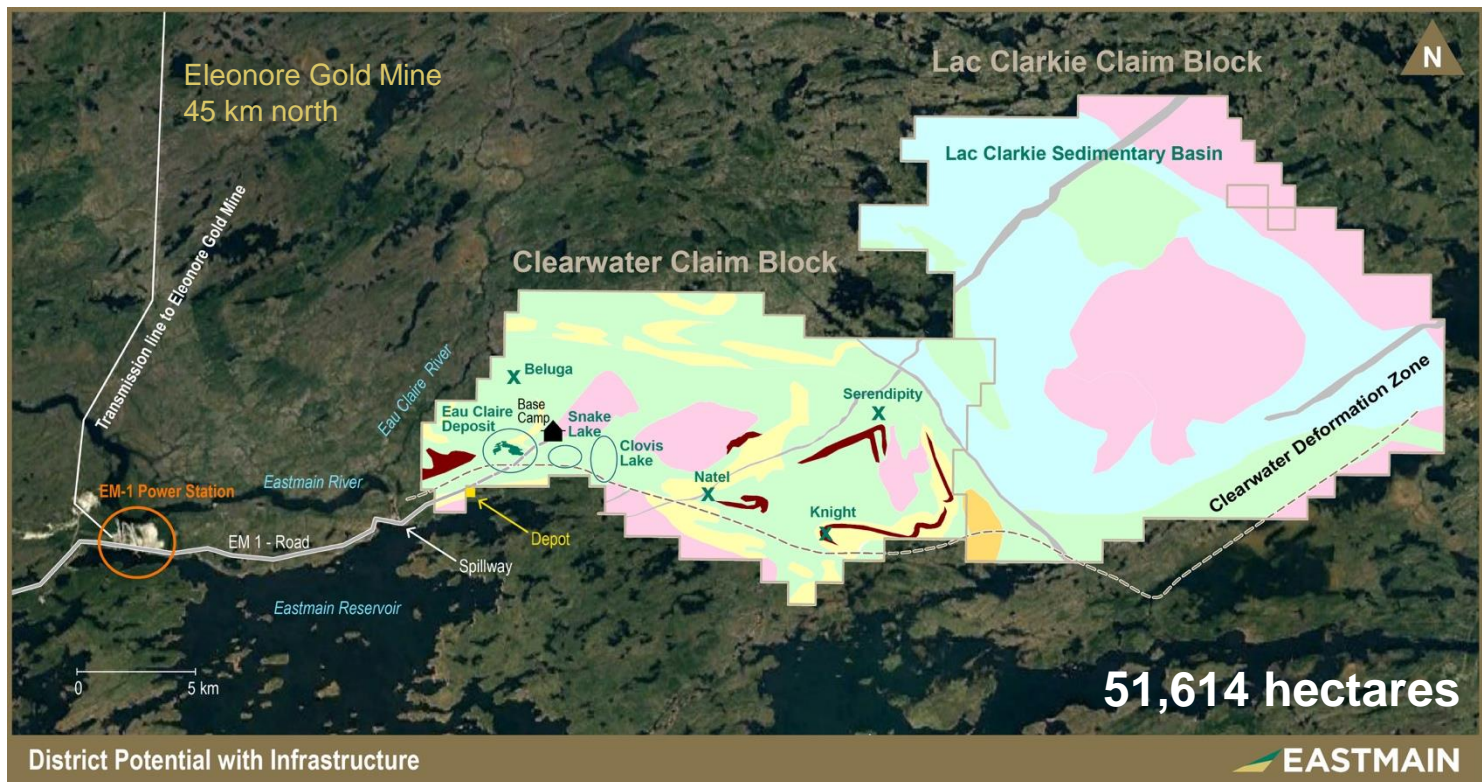 Eleonore Gold Mine
45 km north
Lac Clarkie Claim Block
N
Lac Clarkie Sedimentary Basin
Transmission line to Eleonore Gold Mine
Clearwater Claim Block
Eau Claire River
Beluga
Eau Claire
Deposit
Base
Camp
Snake
Lake
Clovis
Lake
Serendipity
Natel
Knight
Clearwater Deformation Zone
Eastmain River
EM-1 Power Station
EM 1 - Road
Depot
Spillway
Eastmain Reservoir
0 5 km
51,614 hectares
District Potential with Infrastructure
EASTMAIN